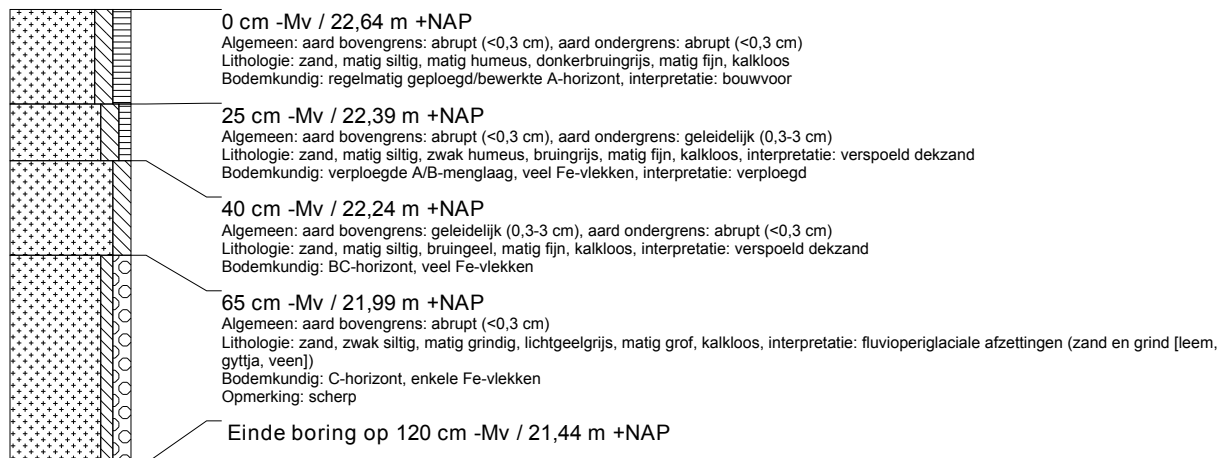 0 cm -Mv / 22,64 m +NAP
Algemeen: aard bovengrens: abrupt (<0,3 cm), aard ondergrens: abrupt (<0,3 cm)
Lithologie: zand, matig siltig, matig humeus, donkerbruingrijs, matig fijn, kalkloos
Bodemkundig: regelmatig geploegd/bewerkte A-horizont, interpretatie: bouwvoor
25 cm -Mv / 22,39 m +NAP
Algemeen: aard bovengrens: abrupt (<0,3 cm), aard ondergrens: geleidelijk (0,3-3 cm)
Lithologie: zand, matig siltig, zwak humeus, bruingrijs, matig fijn, kalkloos, interpretatie: verspoeld dekzand
Bodemkundig: verploegde A/B-menglaag, veel Fe-vlekken, interpretatie: verploegd
40 cm -Mv / 22,24 m +NAP
Algemeen: aard bovengrens: geleidelijk (0,3-3 cm), aard ondergrens: abrupt (<0,3 cm)
Lithologie: zand, matig siltig, bruingeel, matig fijn, kalkloos, interpretatie: verspoeld dekzand
Bodemkundig: BC-horizont, veel Fe-vlekken
65 cm -Mv / 21,99 m +NAP
Algemeen: aard bovengrens: abrupt (<0,3 cm)
Lithologie: zand, zwak siltig, matig grindig, lichtgeelgrijs, matig grof, kalkloos, interpretatie: fluvioperiglaciale afzettingen (zand en grind [leem,
gyttja, veen])
Bodemkundig: C-horizont, enkele Fe-vlekken
Opmerking: scherp
Einde boring op 120 cm -Mv / 21,44 m +NAP